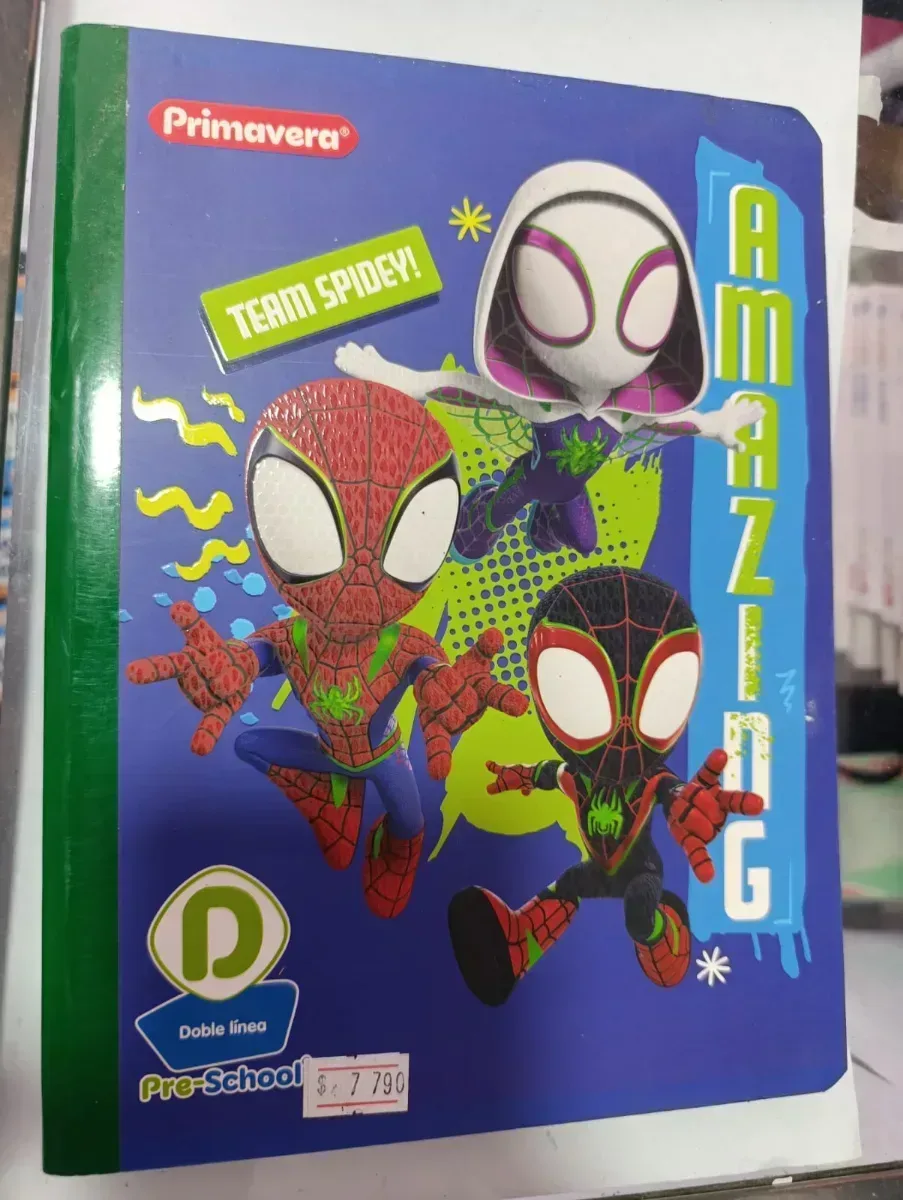 Primavera®
TEAM SPIDEY!
AMAZING
D
Doble línea
Pre-School
$ 7 790